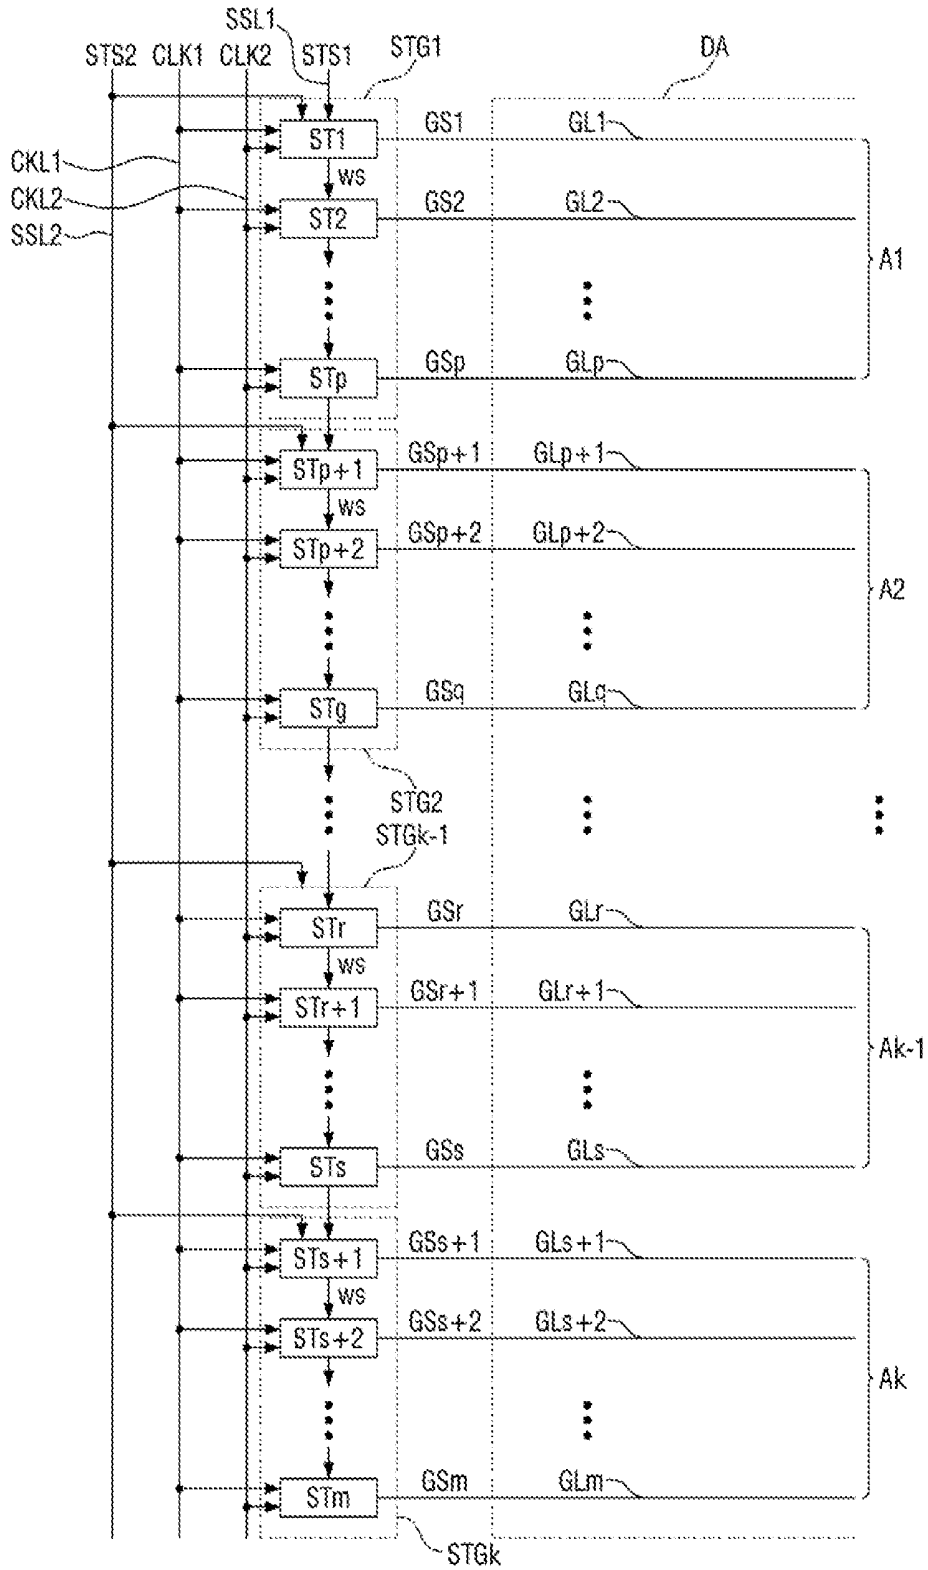 SSL1
STS2 CLK1 CLK2 STS1 STG1 DA
GS1 GL1
ST1
CKL1
ws
CKL2
GS2 GL2
ST2
SSL2
A1
GSp GLp
STp
GSp+1 GLp+1
STp+1
ws
GSp+2 GLp+2
STp+2
A2
GSq GLq
STg
STG2
STGk-1
GSr GLr
STr
ws
GSr+1 GLr+1
STr+1
Ak-1
GSs GLs
STs
GSs+1 GLs+1
STs+1
ws
GSs+2 GLs+2
STs+2
Ak
GSm GLm
STm
STGk